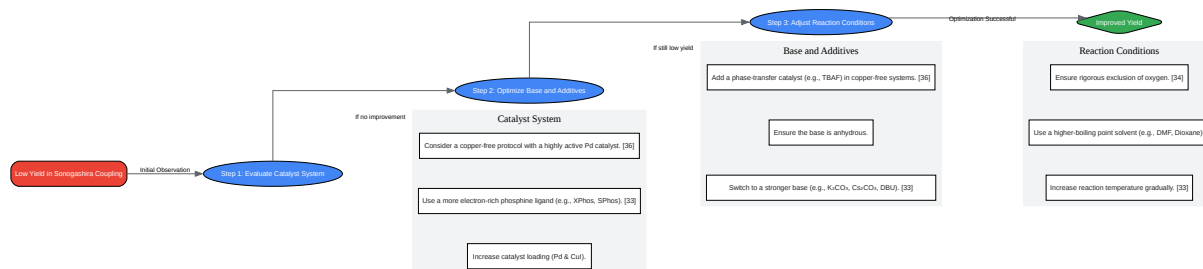 Low Yield in Sonogashira Coupling
Initial Observation
Step 1: Evaluate Catalyst System
If no improvement
Step 2: Optimize Base and Additives
If still low yield
Step 3: Adjust Reaction Conditions
Optimization Successful
Improved Yield
Catalyst System
Consider a copper-free protocol with a highly active Pd catalyst. [36]
Use a more electron-rich phosphine ligand (e.g., XPhos, SPhos). [33]
Increase catalyst loading (Pd & CuI).
Base and Additives
Add a phase-transfer catalyst (e.g., TBAF) in copper-free systems. [36]
Ensure the base is anhydrous.
Switch to a stronger base (e.g., K₂CO₃, Cs₂CO₃, DBU). [33]
Reaction Conditions
Ensure rigorous exclusion of oxygen. [34]
Use a higher-boiling point solvent (e.g., DMF, Dioxane)
Increase reaction temperature gradually. [33]